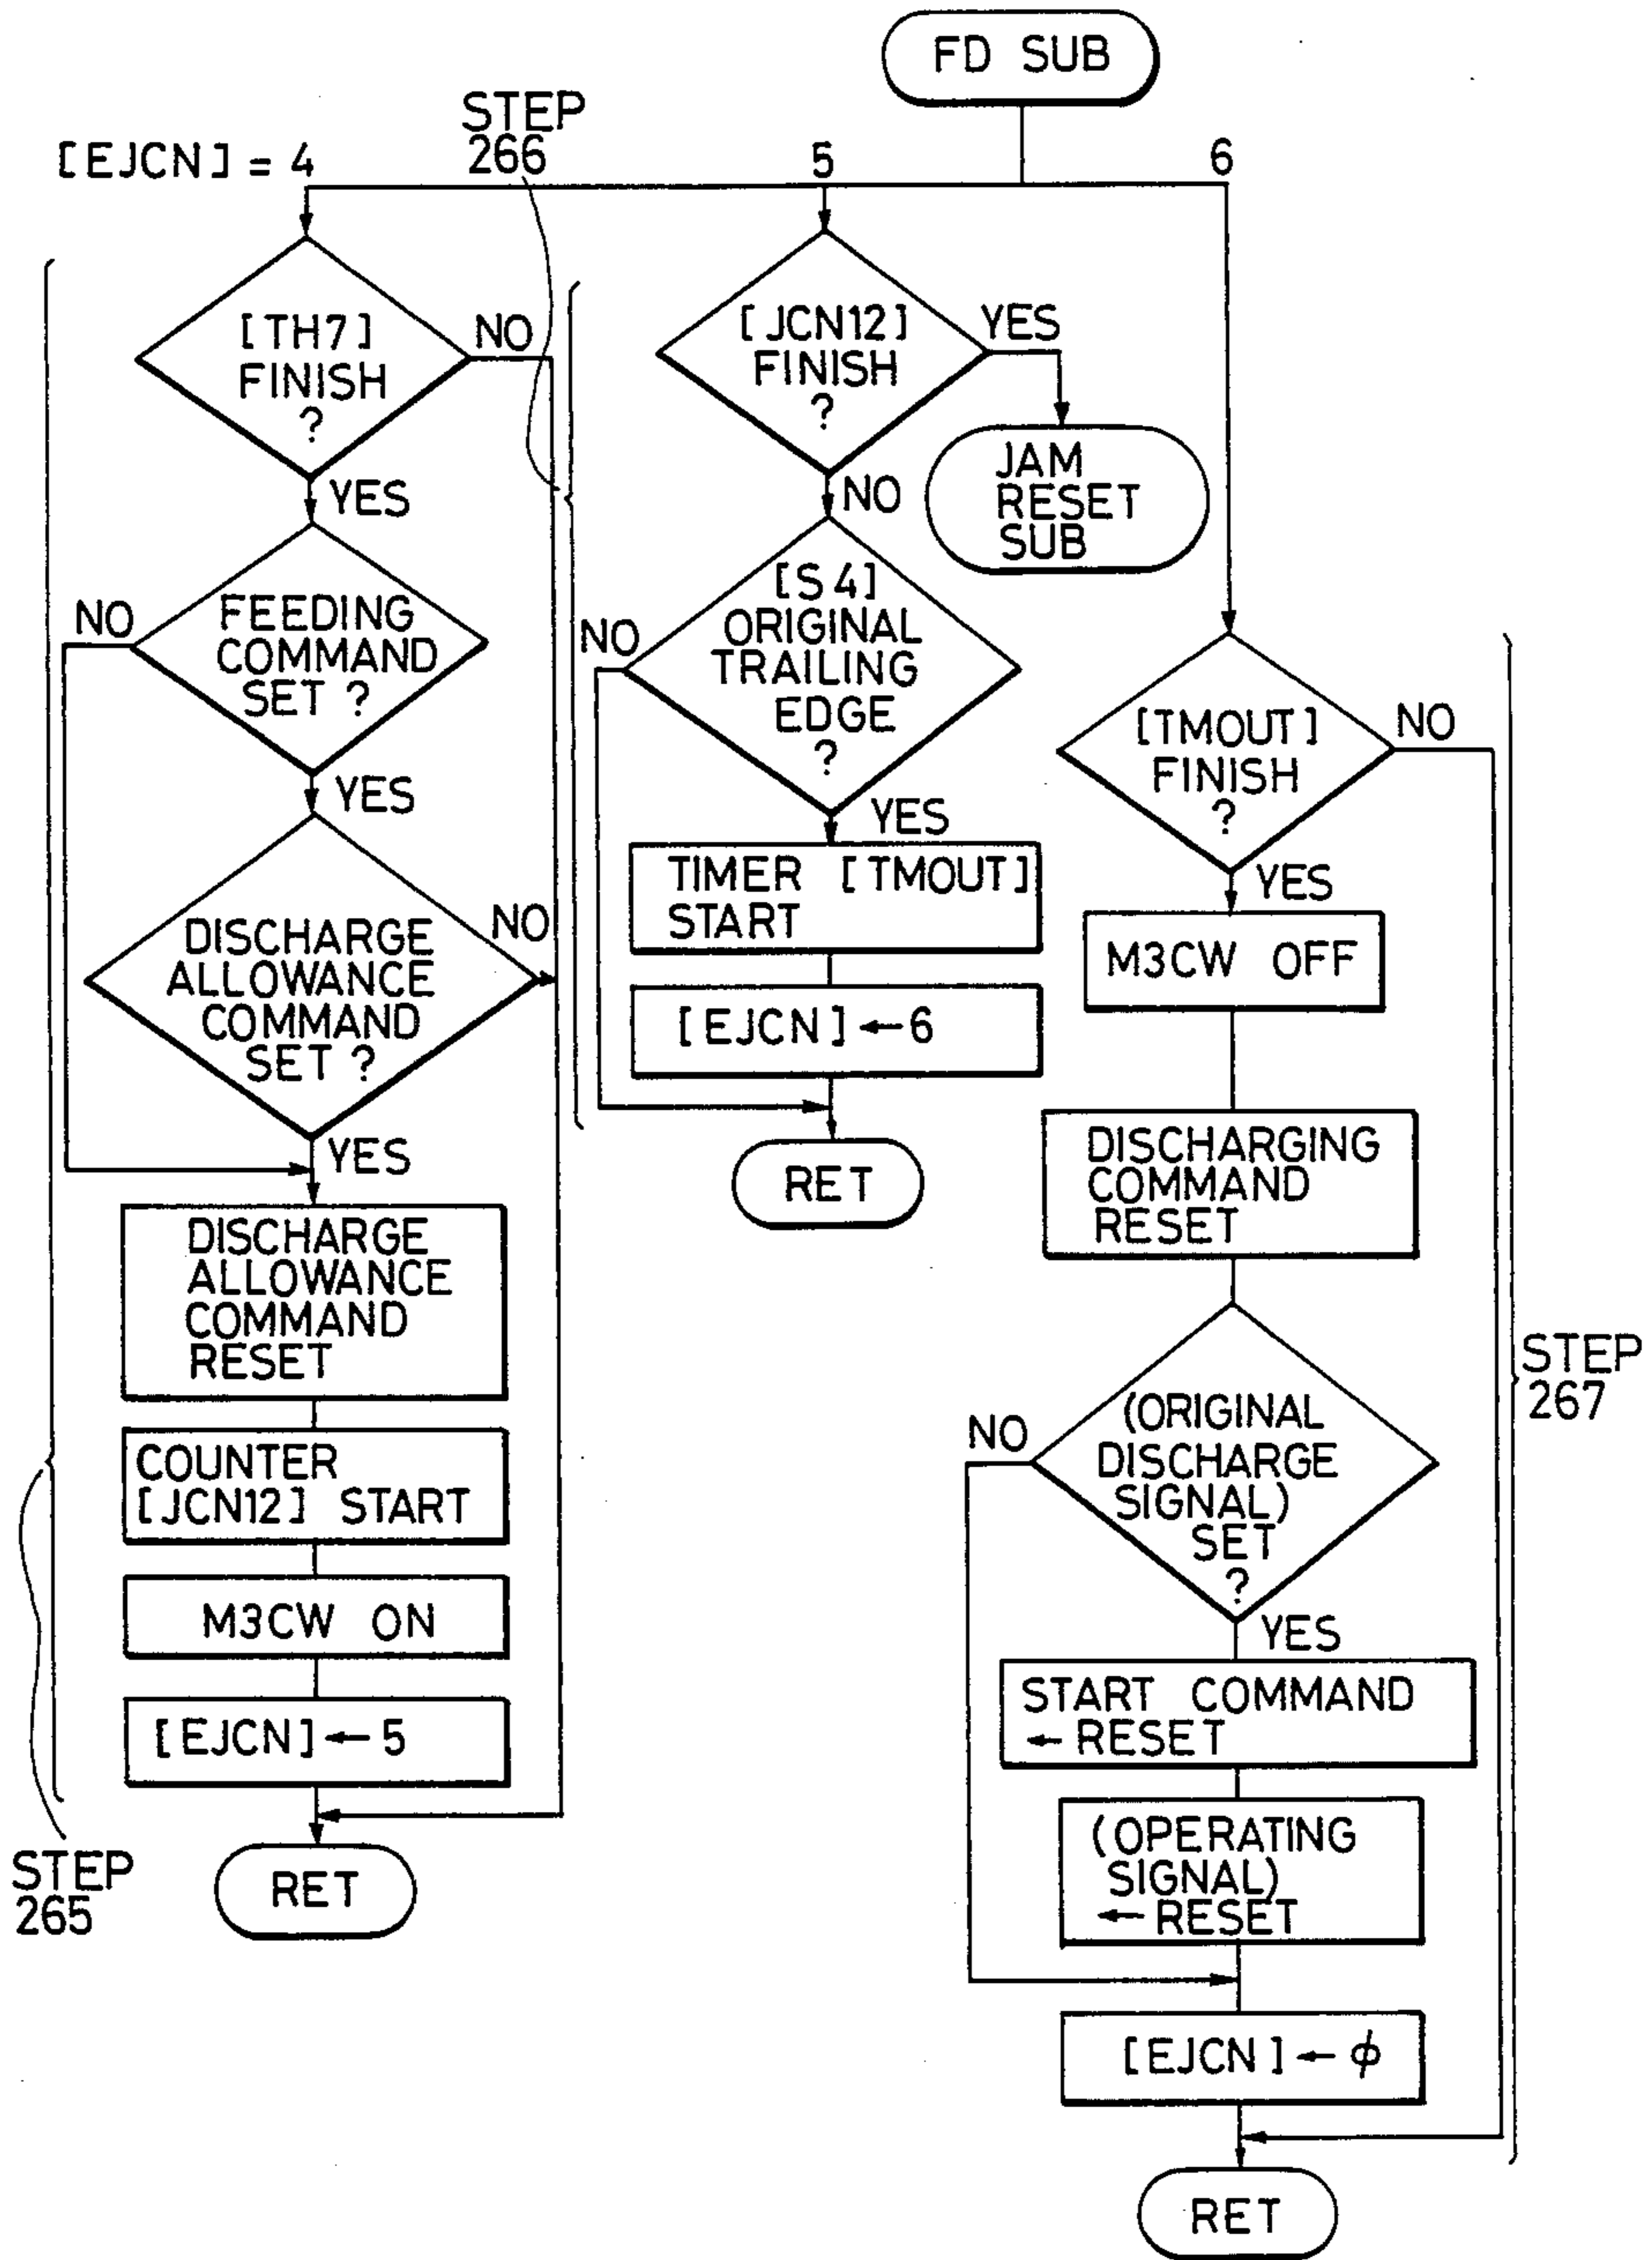 FD SUB
[EJCN] = 4
STEP
266
5
6
[TH7]
FINISH
?
NO
YES
FEEDING
COMMAND
SET ?
NO
YES
DISCHARGE
ALLOWANCE
COMMAND
SET ?
NO
YES
DISCHARGE
ALLOWANCE
COMMAND
RESET
COUNTER
[JCN12] START
M3CW ON
[EJCN] ← 5
RET
STEP
265
[JCN12]
FINISH
?
YES
JAM
RESET
SUB
NO
[S4]
ORIGINAL
TRAILING
EDGE
?
NO
YES
TIMER [TMOUT]
START
[EJCN] ← 6
RET
[TMOUT]
FINISH
?
NO
YES
M3CW OFF
DISCHARGING
COMMAND
RESET
(ORIGINAL
DISCHARGE
SIGNAL)
SET
?
NO
YES
START COMMAND
← RESET
(OPERATING
SIGNAL)
← RESET
[EJCN] ← ϕ
RET
STEP
267